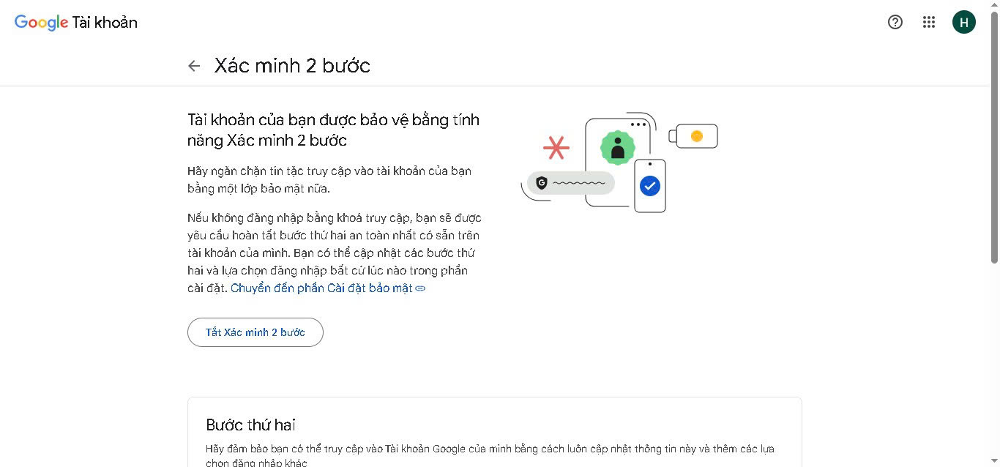 Google Tài khoản
H
Xác minh 2 bước
Tài khoản của bạn được bảo vệ bằng tính
năng Xác minh 2 bước
Hãy ngăn chặn tin tặc truy cập vào tài khoản của bạn
bằng một lớp bảo mật nữa.
Nếu không đăng nhập bằng khoá truy cập, bạn sẽ được
yêu cầu hoàn tất bước thứ hai an toàn nhất có sẵn trên
tài khoản của mình. Bạn có thể cập nhật các bước thứ
hai và lựa chọn đăng nhập bất cứ lúc nào trong phần
cài đặt. Chuyển đến phần Cài đặt bảo mật
Tắt Xác minh 2 bước
Bước thứ hai
Hãy đảm bảo bạn có thể truy cập vào Tài khoản Google của mình bằng cách luôn cập nhật thông tin này và thêm các lựa
chọn đăng nhập khác